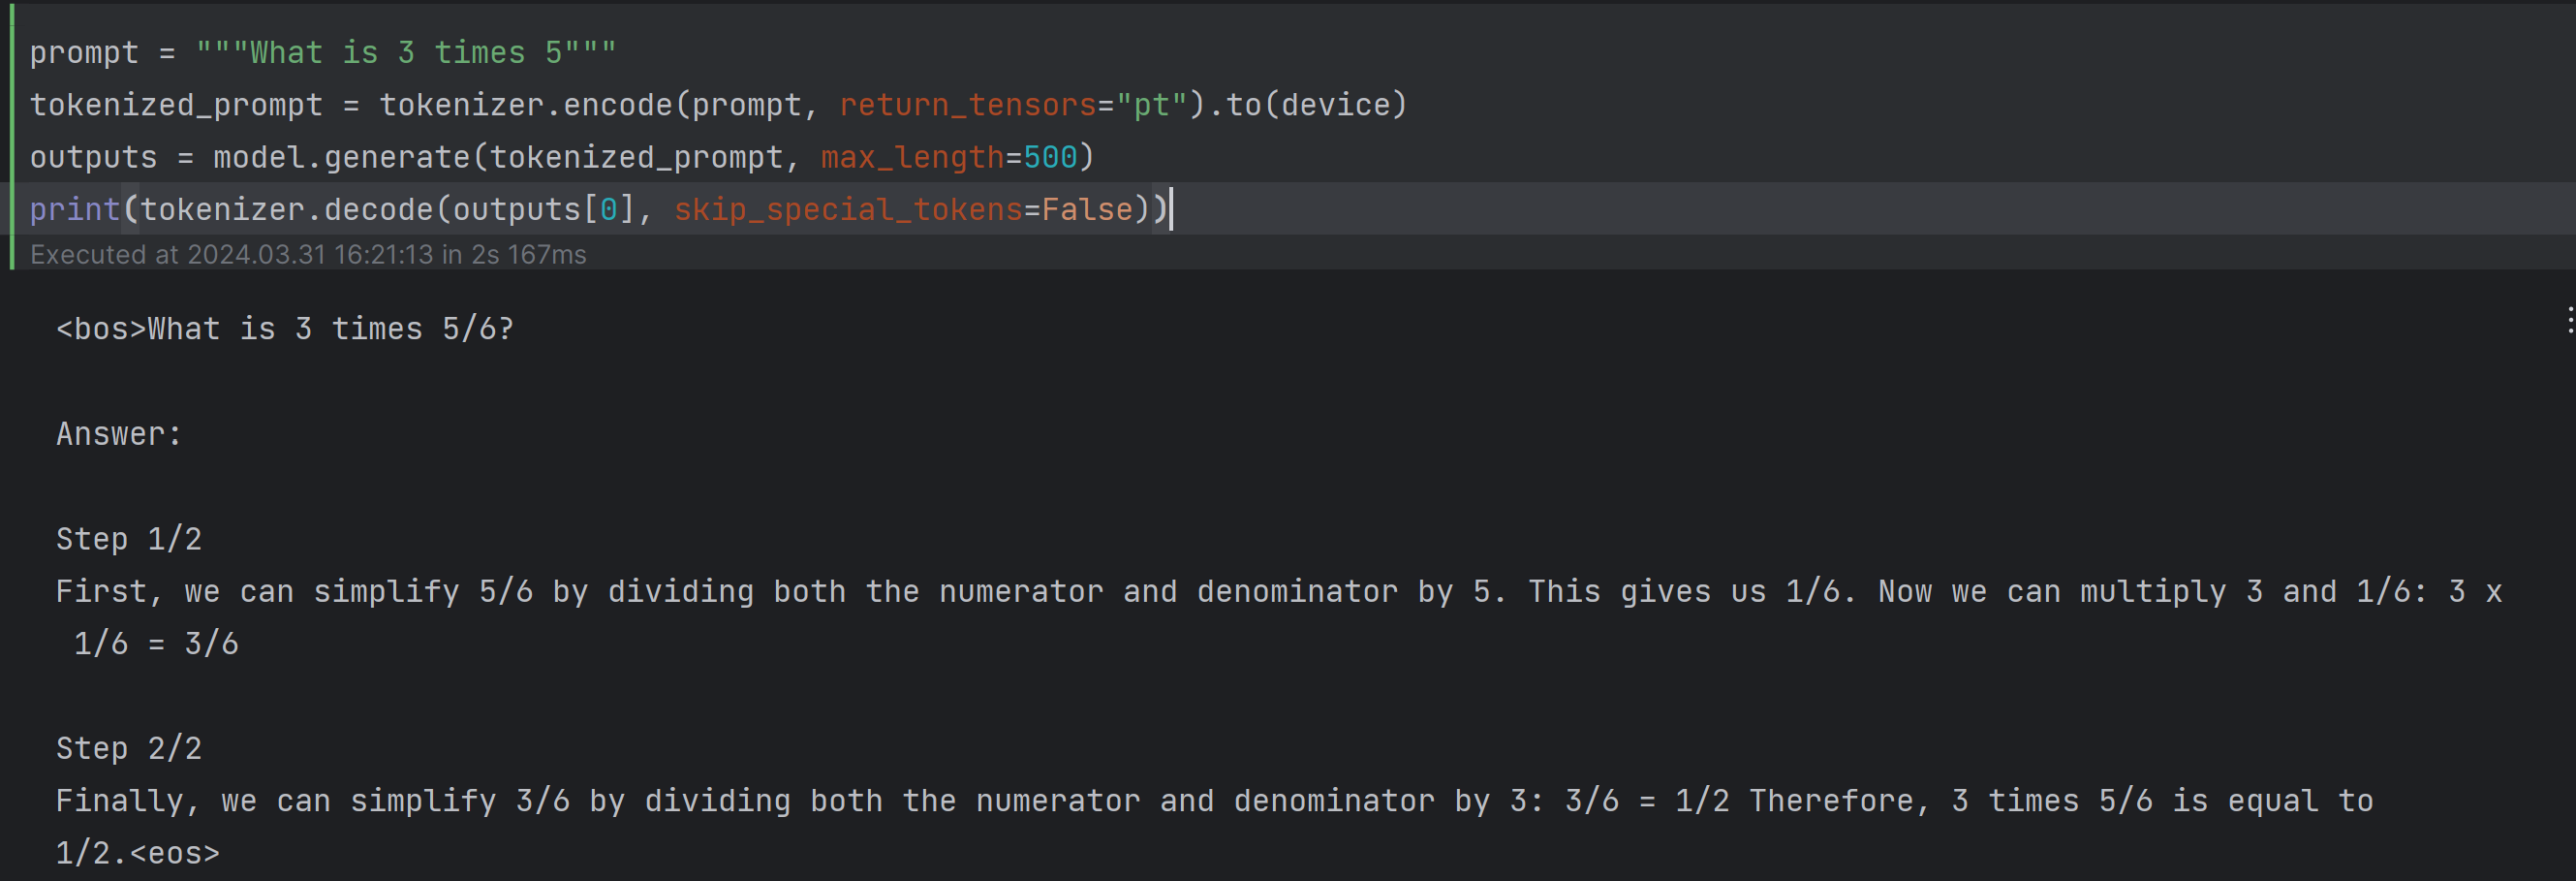 prompt = """What is 3 times 5"""
tokenized_prompt = tokenizer.encode(prompt, return_tensors="pt").to(device)
outputs = model.generate(tokenized_prompt, max_length=500)
print(tokenizer.decode(outputs[0], skip_special_tokens=False))
Executed at 2024.03.31 16:21:13 in 2s 167ms
<bos>What is 3 times 5/6?
Answer:
Step 1/2
First, we can simplify 5/6 by dividing both the numerator and denominator by 5. This gives us 1/6. Now we can multiply 3 and 1/6: 3 x
1/6 = 3/6
Step 2/2
Finally, we can simplify 3/6 by dividing both the numerator and denominator by 3: 3/6 = 1/2 Therefore, 3 times 5/6 is equal to
1/2.<eos>